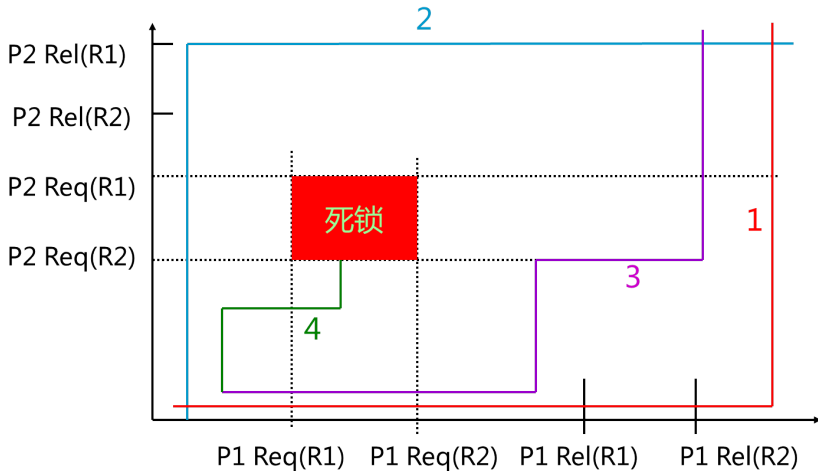 2
P2 Rel(R1)
P2 Rel(R2)
P2 Req(R1)
死锁
1
P2 Req(R2)
3
4
P1 Req(R1) P1 Req(R2) P1 Rel(R1) P1 Rel(R2)